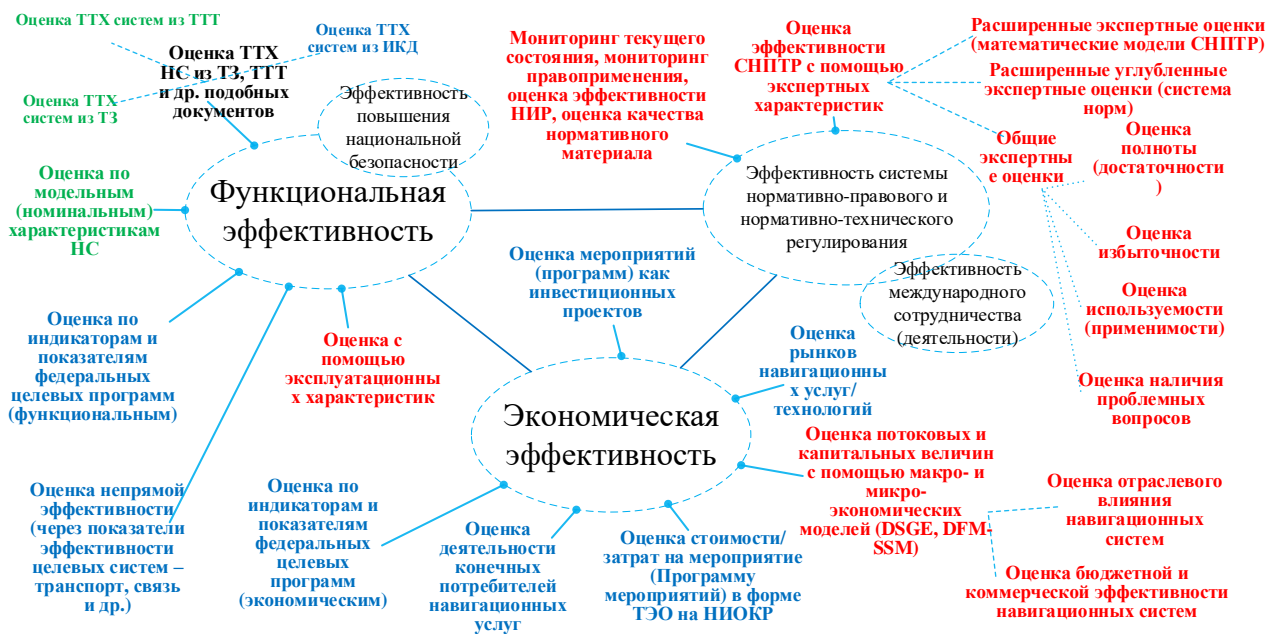 Оценка ТТХ систем из ТТТ
Оценка ТТХ
систем из ИКД
Оценка ТТХ
НС из ТЗ, ТТТ
и др. подобных
документов
Оценка ТТХ
систем из ТЗ
Эффективность
повышения
национальной
безопасности
Функциональная
эффективность
Оценка по
модельным
(номинальным)
характеристикам
НС
Оценка по
индикаторам и
показателям
федеральных
целевых программ
(функциональным)
Оценка с
помощью
эксплуатационны
х характеристик
Оценка непрямой
эффективности
(через показатели
эффективности
целевых систем –
транспорт, связь
и др.)
Мониторинг текущего
состояния, мониторинг
правоприменения,
оценка эффективности
НИР, оценка качества
нормативного
материала
Оценка
эффективности
СНПТР с помощью
экспертных
характеристик
Расширенные экспертные оценки
(математические модели СНПТР)
Расширенные углубленные
экспертные оценки (система
норм)
Общие
экспертны
е оценки
Оценка
полноты
(достаточности
)
Оценка
избыточности
Оценка
используемости
(применимости)
Оценка наличия
проблемных
вопросов
Эффективность системы
нормативно-правового и
нормативно-технического
регулирования
Эффективность
международного
сотрудничества
(деятельности)
Оценка мероприятий
(программ) как
инвестиционных
проектов
Оценка
рынков
навигационны
х услуг/
технологий
Экономическая
эффективность
Оценка потоковых и
капитальных величин
с помощью макро- и
микро-
экономических
моделей (DSGE, DFM-
SSM)
Оценка отраслевого
влияния
навигационных
систем
Оценка бюджетной и
коммерческой эффективности
навигационных систем
Оценка по
индикаторам и
показателям
федеральных
целевых
программ
(экономическим)
Оценка
деятельности
конечных
потребителей
навигационных
услуг
Оценка стоимости/
затрат на мероприятие
(Программу
мероприятий) в форме
ТЭО на НИОКР